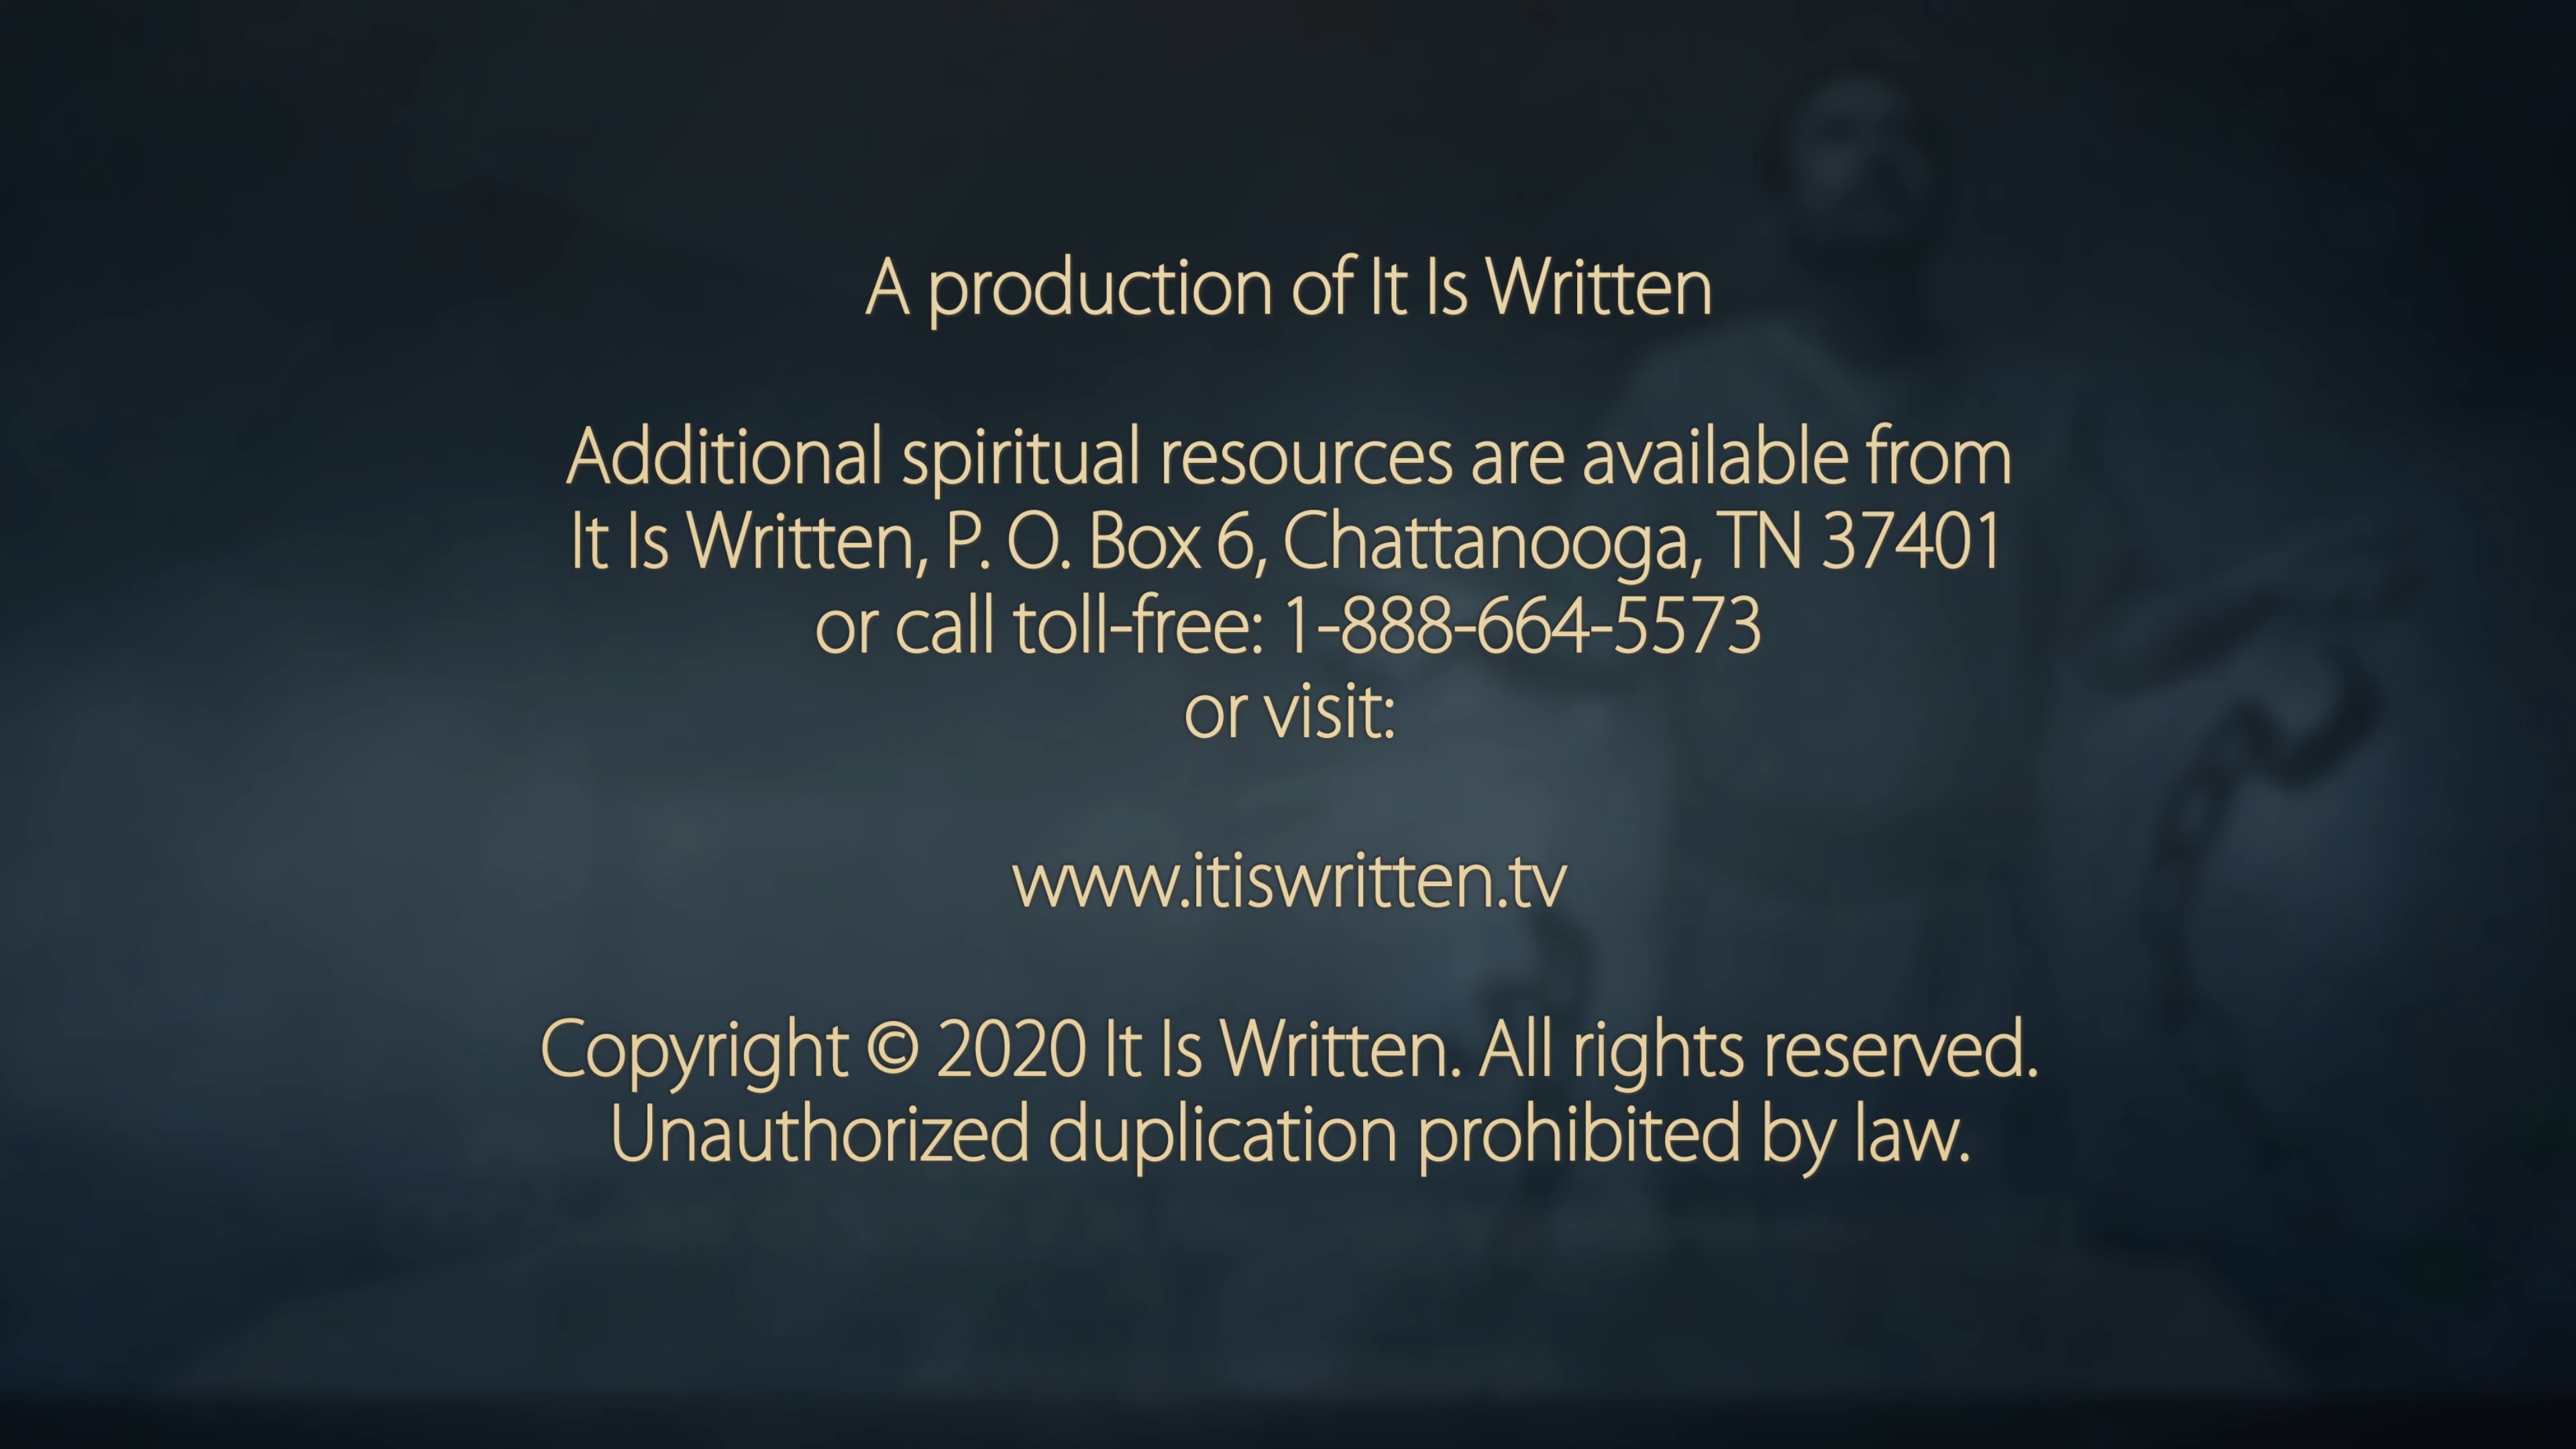 A production of It Is Written
Additional spiritual resources are available from
It Is Written, P. O. Box 6, Chattanooga, TN 37401
or call toll-free: 1-888-664-5573
or visit:
www.itiswritten.tv
Copyright © 2020 It Is Written. All rights reserved.
Unauthorized duplication prohibited by law.